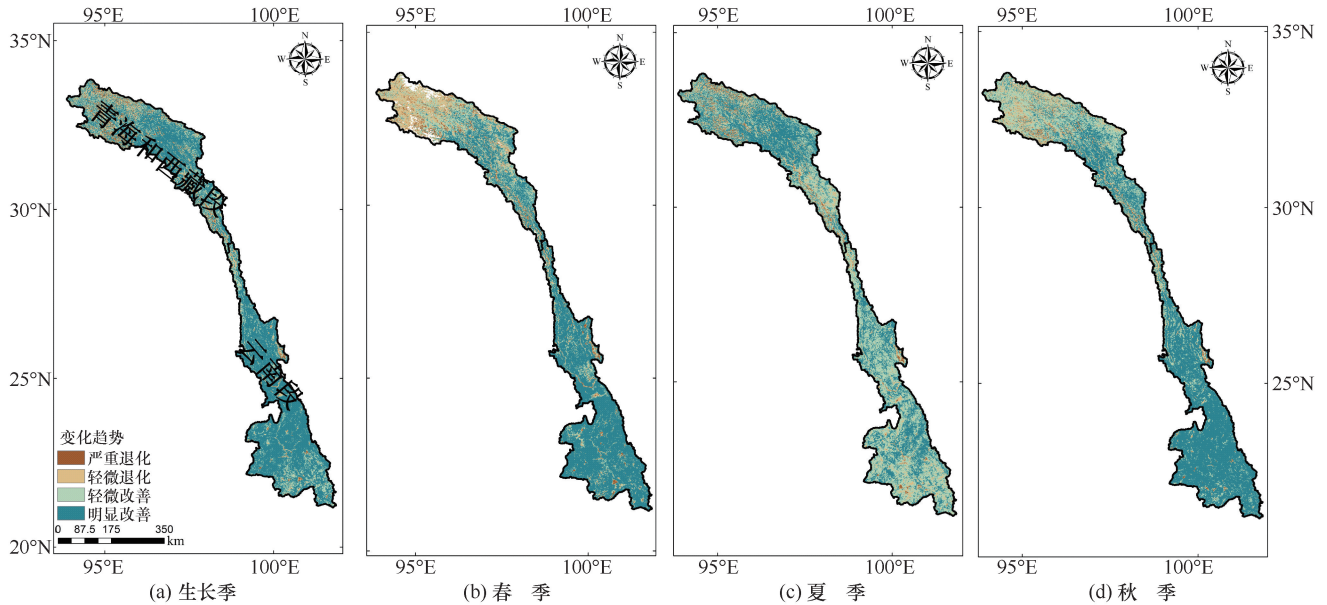 95°E 100°E 95°E 100°E 95°E 100°E 95°E 100°E
35°N 35°N
N N N N
W E W E W E W E
S S S S
青海和西藏段
30°N 30°N
云南段
25°N 25°N
变化趋势
严重退化
轻微退化
轻微改善
明显改善
0 87.5 175 350
km
20°N
95°E 100°E 95°E 100°E 95°E 100°E 95°E 100°E
(a) 生长季 (b) 春 季 (c) 夏 季 (d) 秋 季